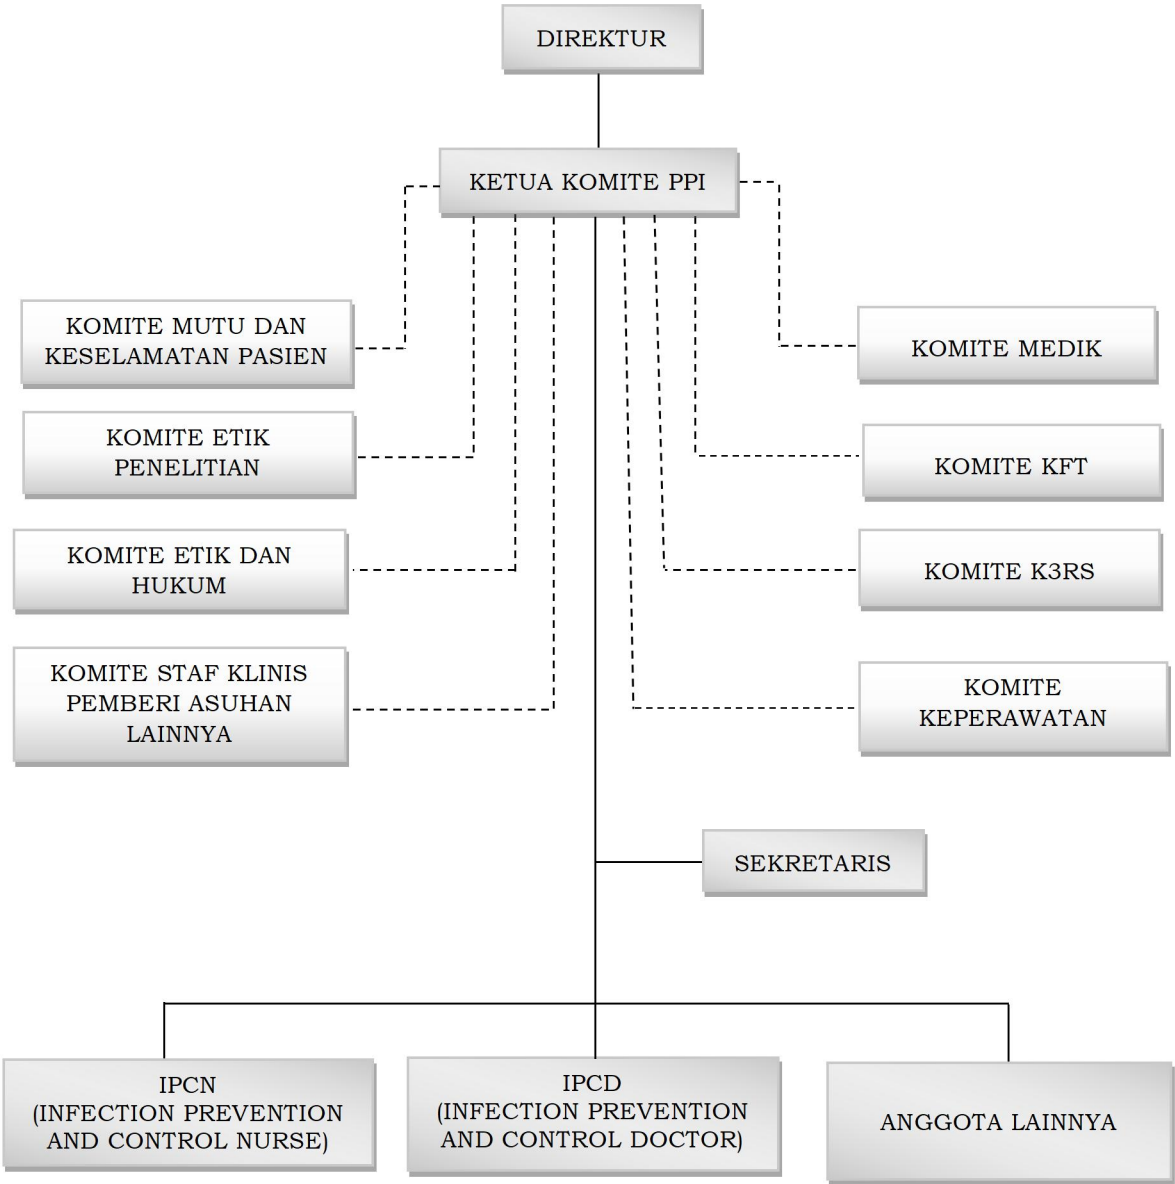 DIREKTUR
KETUA KOMITE PPI
KOMITE MUTU DAN
KESELAMATAN PASIEN
KOMITE MEDIK
KOMITE ETIK
PENELITIAN
KOMITE KFT
KOMITE ETIK DAN
HUKUM
KOMITE K3RS
KOMITE STAF KLINIS
PEMBERI ASUHAN
LAINNYA
KOMITE
KEPERAWATAN
SEKRETARIS
IPCN
(INFECTION PREVENTION
AND CONTROL NURSE)
IPCD
(INFECTION PREVENTION
AND CONTROL DOCTOR)
ANGGOTA LAINNYA